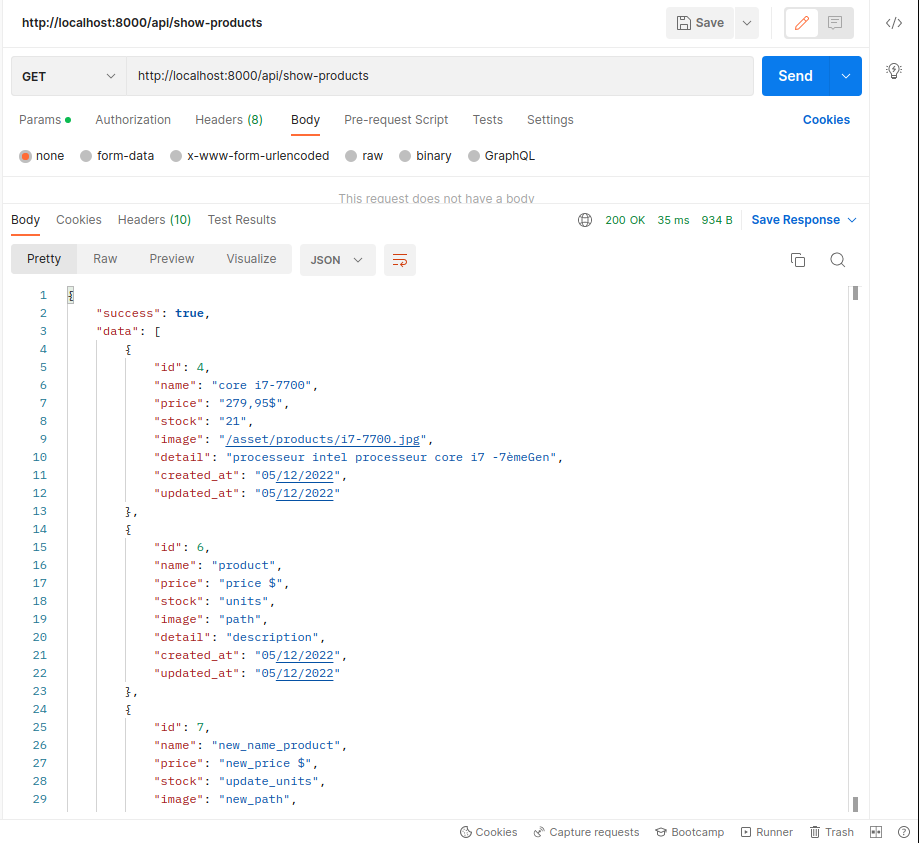 http://localhost:8000/api/show-products
Save
GET
http://localhost:8000/api/show-products
Send
Params
Authorization
Headers (8)
Body
Pre-request Script
Tests
Settings
Cookies
none
form-data
x-www-form-urlencoded
raw
binary
GraphQL
This request does not have a body
Body
Cookies
Headers (10)
Test Results
200 OK
35 ms
934 B
Save Response
Pretty
Raw
Preview
Visualize
JSON
1 {
2 "success": true,
3 "data": [
4 {
5 "id": 4,
6 "name": "core i7-7700",
7 "price": "279,95$",
8 "stock": "21",
9 "image": "/asset/products/i7-7700.jpg",
10 "detail": "processeur intel processeur core i7 -7èmeGen",
11 "created_at": "05/12/2022",
12 "updated_at": "05/12/2022"
13 },
14 {
15 "id": 6,
16 "name": "product",
17 "price": "price $",
18 "stock": "units",
19 "image": "path",
20 "detail": "description",
21 "created_at": "05/12/2022",
22 "updated_at": "05/12/2022"
23 },
24 {
25 "id": 7,
26 "name": "new_name_product",
27 "price": "new_price $",
28 "stock": "update_units",
29 "image": "new_path",
Cookies
Capture requests
Bootcamp
Runner
Trash